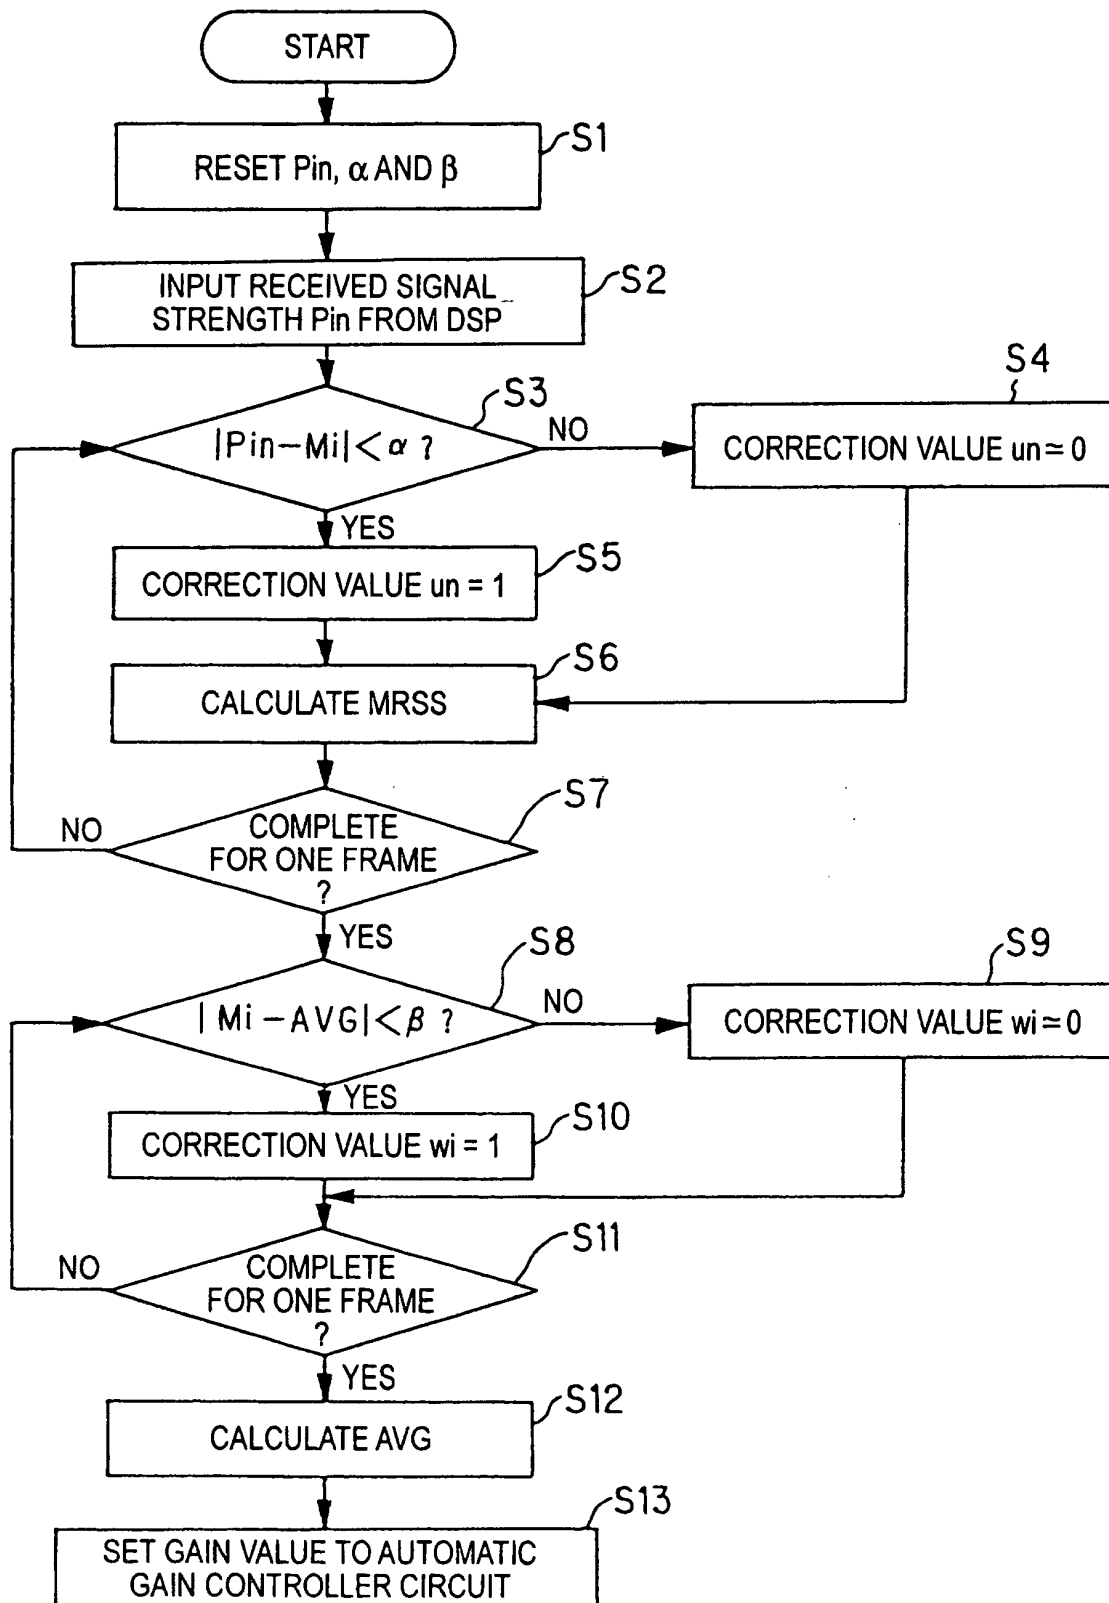 START
S1
RESET Pin, α AND β
S2
INPUT RECEIVED SIGNAL
STRENGTH Pin FROM DSP
S3
|Pin−Mi|<α ?
NO
S4
CORRECTION VALUE un≃0
YES
S5
CORRECTION VALUE un = 1
S6
CALCULATE MRSS
S7
NO
COMPLETE
FOR ONE FRAME
?
YES
S8
|Mi−AVG|<β ?
NO
S9
CORRECTION VALUE wi≃0
YES
S10
CORRECTION VALUE wi = 1
S11
NO
COMPLETE
FOR ONE FRAME
?
YES
S12
CALCULATE AVG
S13
SET GAIN VALUE TO AUTOMATIC
GAIN CONTROLLER CIRCUIT